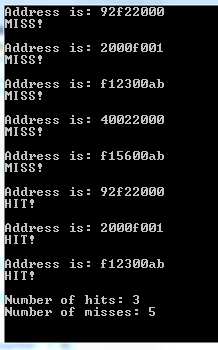 Address is: 92f22000
MISS!
Address is: 2000f001
MISS!
Address is: f12300ab
MISS!
Address is: 40022000
MISS!
Address is: f15600ab
MISS!
Address is: 92f22000
HIT!
Address is: 2000f001
HIT!
Address is: f12300ab
HIT!
Number of hits: 3
Number of misses: 5